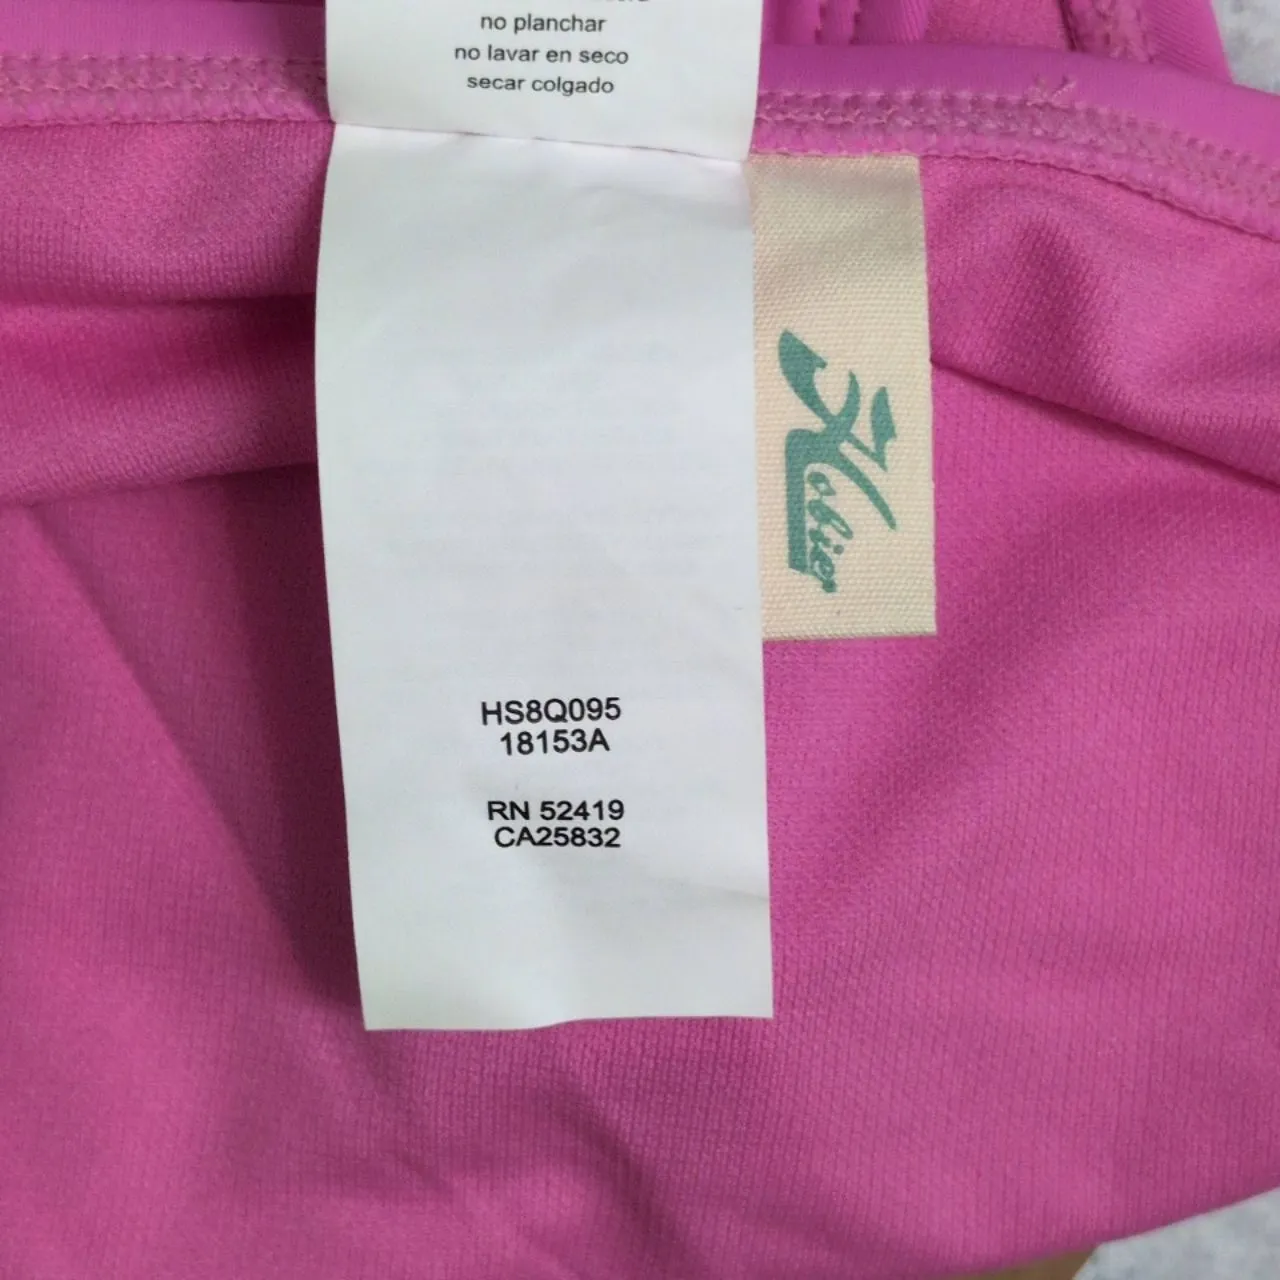 no planchar
no lavar en seco
secar colgado
Hobie
HS8Q095
18153A
RN 52419
CA25832